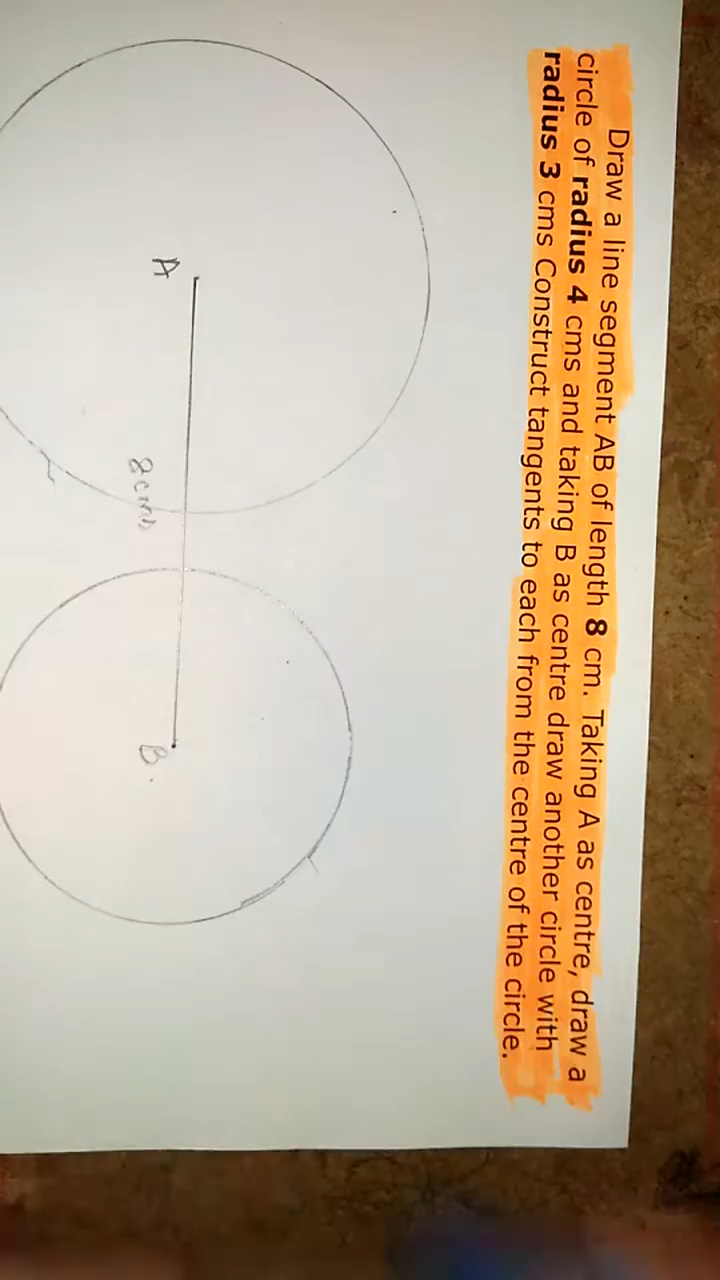 Draw a line segment AB of length 8 cm. Taking A as centre, draw a
circle of radius 4 cms and taking B as centre draw another circle with
radius 3 cms Construct tangents to each from the centre of the circle.
A
8 cms
B